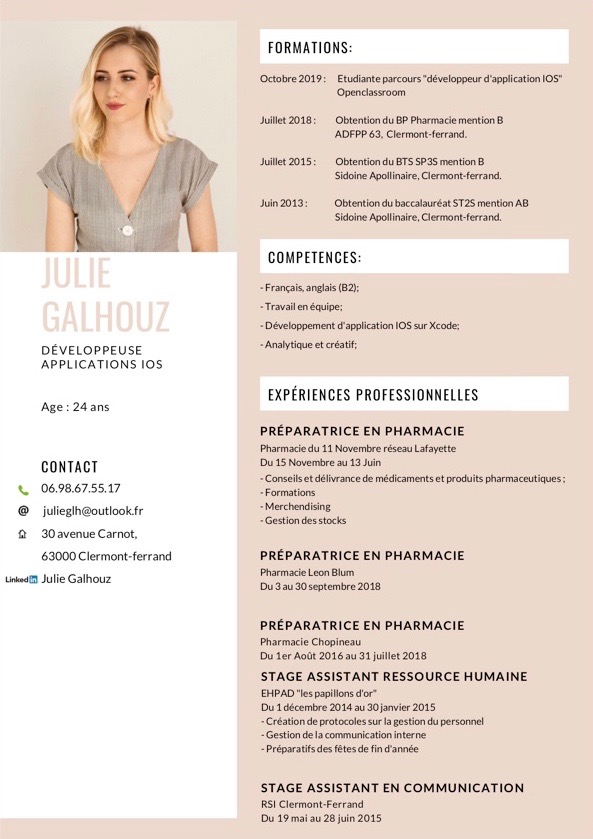 JULIE
GALHOUZ
DÉVELOPPEUSE
APPLICATIONS IOS
Age : 24 ans
CONTACT
06.98.67.55.17
@ julieglh@outlook.fr
30 avenue Carnot,
63000 Clermont-ferrand
Linkedin Julie Galhouz
FORMATIONS:
Octobre 2019 : Etudiante parcours "développeur d'application IOS"
Openclassroom
Juillet 2018 : Obtention du BP Pharmacie mention B
ADFPP 63, Clermont-ferrand.
Juillet 2015 : Obtention du BTS SP3S mention B
Sidoine Apollinaire, Clermont-ferrand.
Juin 2013 : Obtention du baccalauréat ST2S mention AB
Sidoine Apollinaire, Clermont-ferrand.
COMPETENCES:
- Français, anglais (B2);
- Travail en équipe;
- Développement d'application IOS sur Xcode;
- Analytique et créatif;
EXPÉRIENCES PROFESSIONNELLES
PRÉPARATRICE EN PHARMACIE
Pharmacie du 11 Novembre réseau Lafayette
Du 15 Novembre au 13 Juin
- Conseils et délivrance de médicaments et produits pharmaceutiques ;
- Formations
- Merchendising
- Gestion des stocks
PRÉPARATRICE EN PHARMACIE
Pharmacie Leon Blum
Du 3 au 30 septembre 2018
PRÉPARATRICE EN PHARMACIE
Pharmacie Chopineau
Du 1er Août 2016 au 31 juillet 2018
STAGE ASSISTANT RESSOURCE HUMAINE
EHPAD "les papillons d'or"
Du 1 décembre 2014 au 30 janvier 2015
- Création de protocoles sur la gestion du personnel
- Gestion de la communication interne
- Préparatifs des fêtes de fin d'année
STAGE ASSISTANT EN COMMUNICATION
RSI Clermont-Ferrand
Du 19 mai au 28 juin 2015